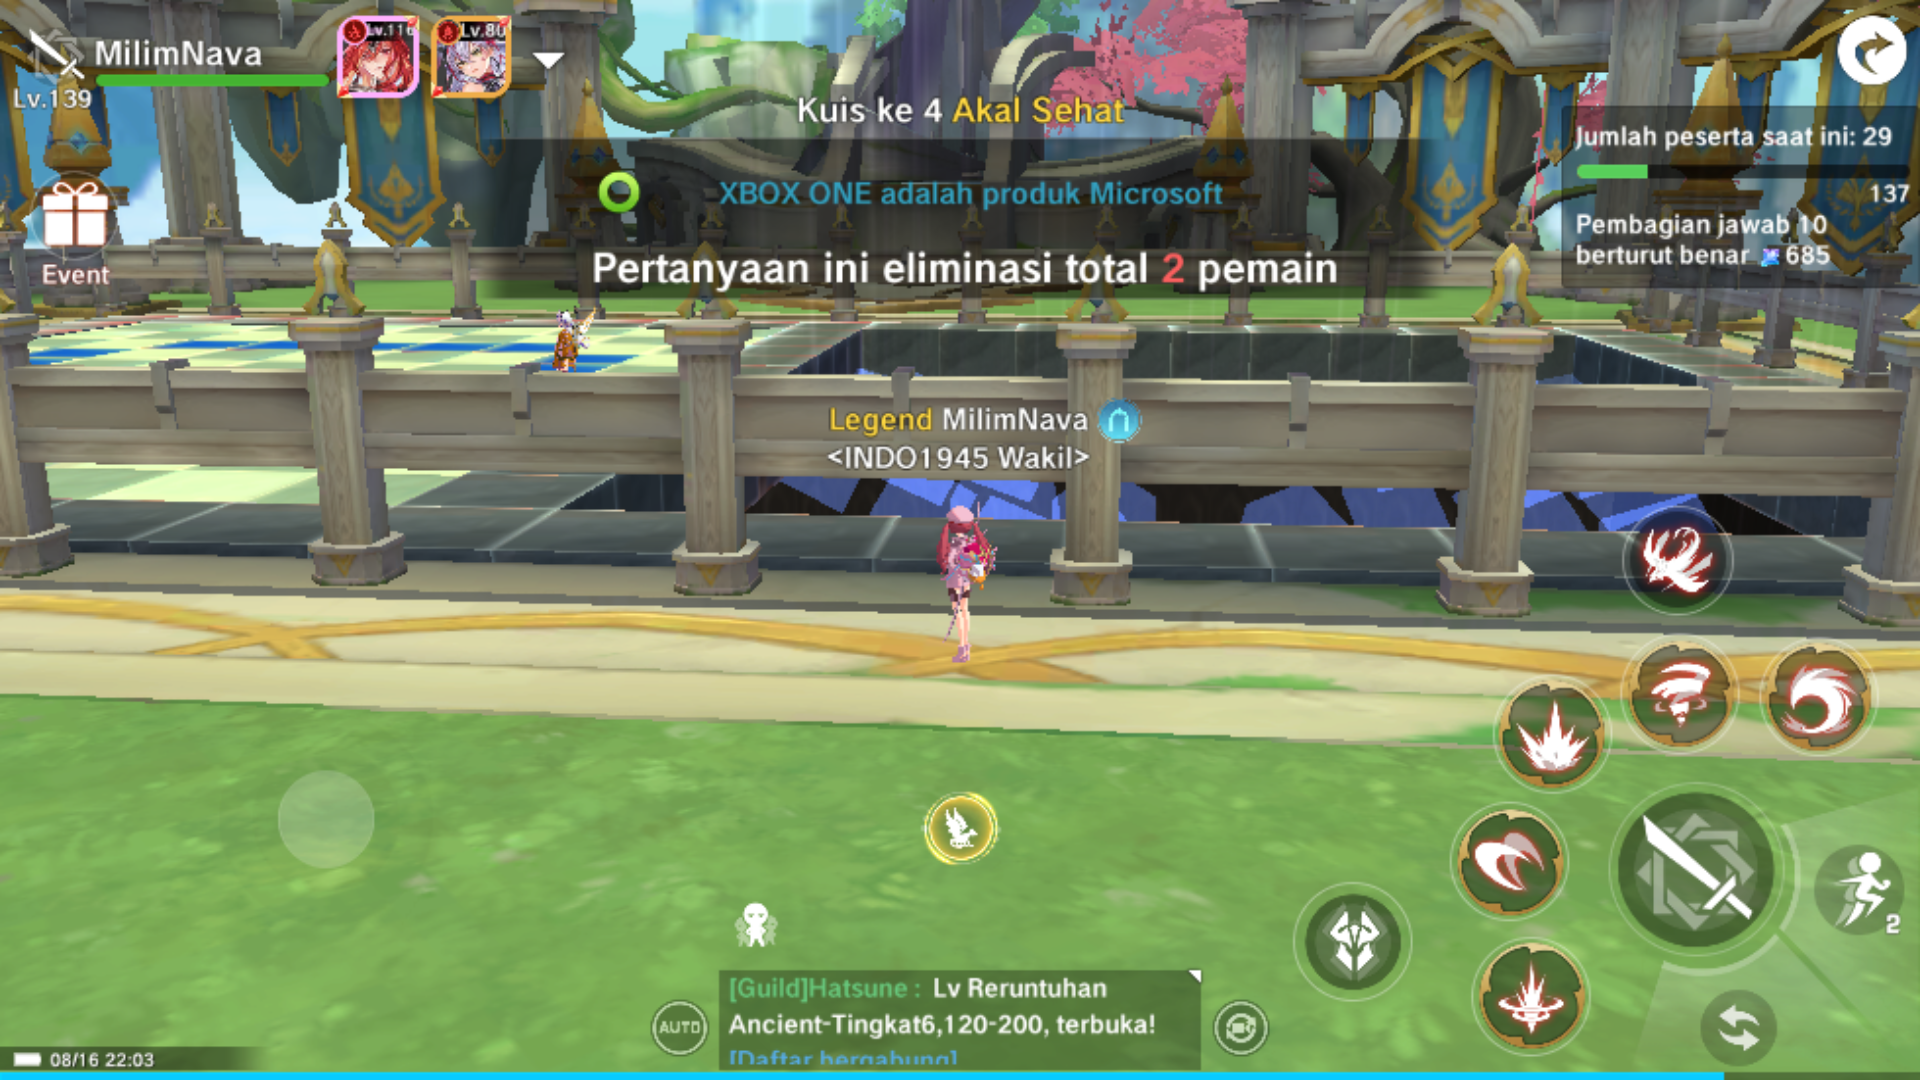 MilimNava
Lv.139
Lv.116
Lv.80
Kuis ke 4 Akal Sehat
XBOX ONE adalah produk Microsoft
Pertanyaan ini eliminasi total 2 pemain
Jumlah peserta saat ini: 29
137
Pembagian jawab 10
berturut benar 685
Event
Legend MilimNava
<INDO1945 Wakil>
2
AUTO
[Guild]Hatsune : Lv Reruntuhan
Ancient-Tingkat6,120-200, terbuka!
[Daftar bergabung]
08/16 22:03